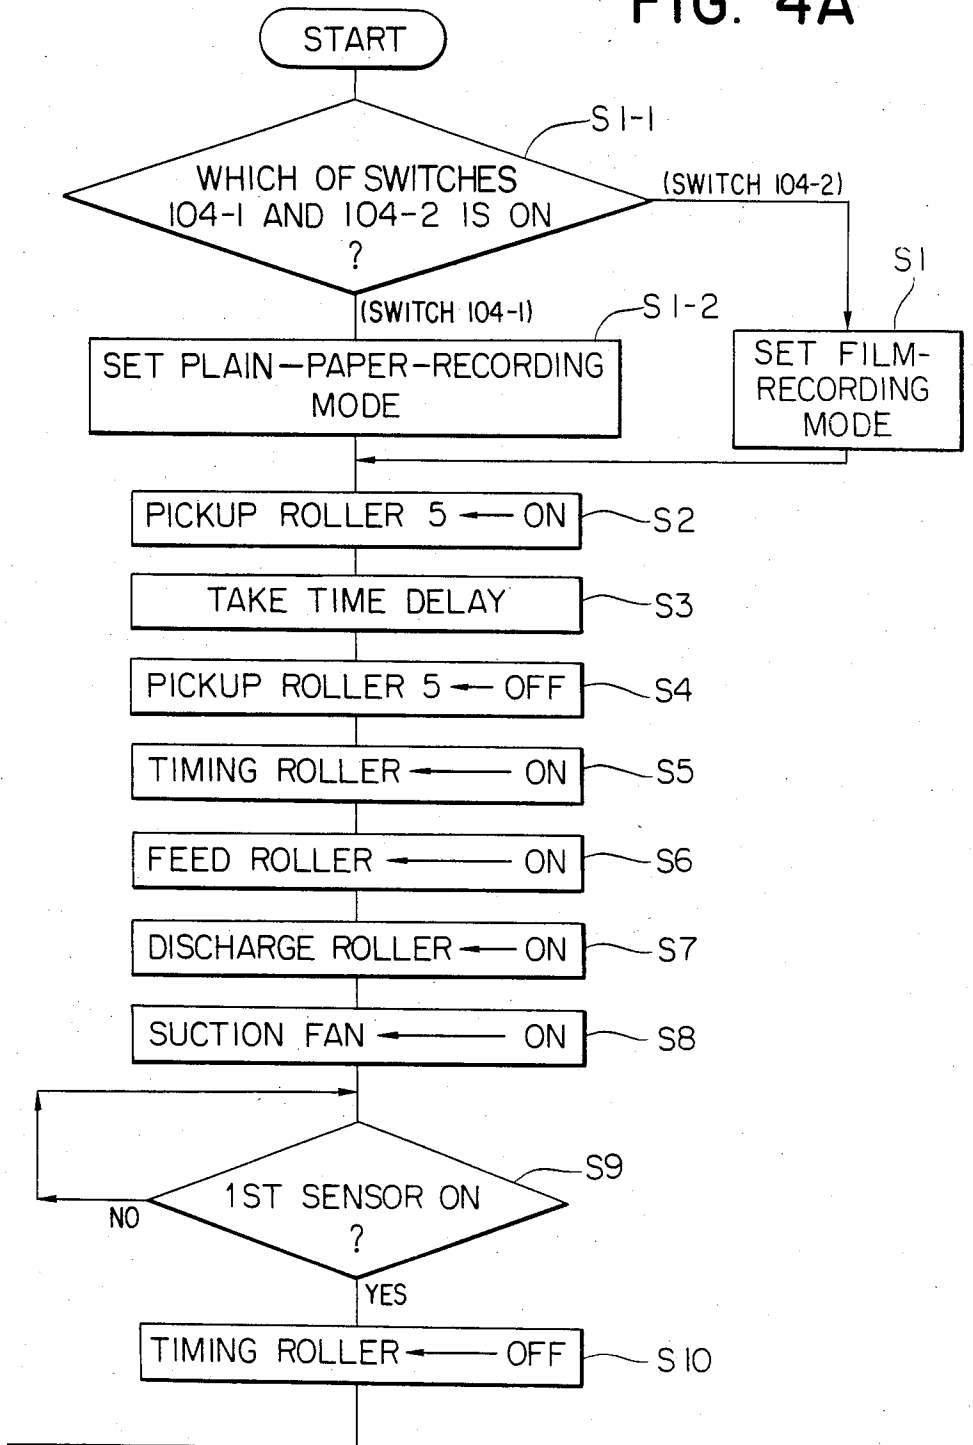 FIG. 4A
START
S1-1
WHICH OF SWITCHES
104-1 AND 104-2 IS ON
?
(SWITCH 104-2)
(SWITCH 104-1)
S1-2
S1
SET PLAIN-PAPER-RECORDING
MODE
SET FILM-
RECORDING
MODE
PICKUP ROLLER 5 ← ON
S2
TAKE TIME DELAY
S3
PICKUP ROLLER 5 ← OFF
S4
TIMING ROLLER ← ON
S5
FEED ROLLER ← ON
S6
DISCHARGE ROLLER ← ON
S7
SUCTION FAN ← ON
S8
S9
1ST SENSOR ON
?
NO
YES
TIMING ROLLER ← OFF
S10